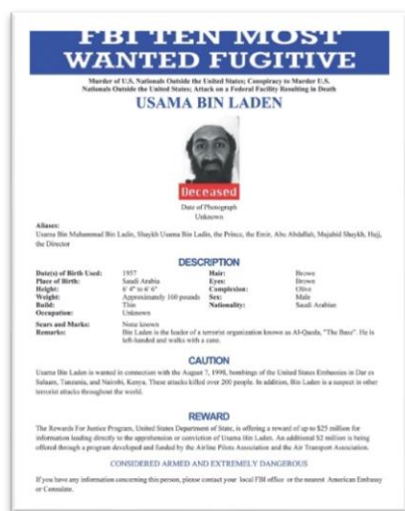 FBI TEN MOST
WANTED FUGITIVE
Murder of U.S. Nationals Outside the United States; Conspiracy to Murder U.S.
Nationals Outside the United States; Attack on a Federal Facility Resulting in Death
USAMA BIN LADEN
Deceased
Date of Photograph
Unknown
Aliases:
Usama Bin Muhammad Bin Ladin, Shaykh Usama Bin Ladin, the Prince, the Emir, Abu Abdallah, Mujahid Shaykh, Hajj,
the Director
DESCRIPTION
Date(s) of Birth Used: 1957 Hair: Brown
Place of Birth: Saudi Arabia Eyes: Brown
Height: 6' 4" to 6' 6" Complexion: Olive
Weight: Approximately 160 pounds Sex: Male
Build: Thin Nationality: Saudi Arabian
Occupation: Unknown
Scars and Marks: None known
Remarks: Bin Laden is the leader of a terrorist organization known as Al-Qaeda, "The Base". He is
left-handed and walks with a cane.
CAUTION
Usama Bin Laden is wanted in connection with the August 7, 1998, bombings of the United States Embassies in Dar es
Salaam, Tanzania, and Nairobi, Kenya. These attacks killed over 200 people. In addition, Bin Laden is a suspect in other
terrorist attacks throughout the world.
REWARD
The Rewards For Justice Program, United States Department of State, is offering a reward of up to $25 million for
information leading directly to the apprehension or conviction of Usama Bin Laden. An additional $2 million is being
offered through a program developed and funded by the Airline Pilots Association and the Air Transport Association.
CONSIDERED ARMED AND EXTREMELY DANGEROUS
If you have any information concerning this person, please contact your local FBI office or the nearest American Embassy
or Consulate.